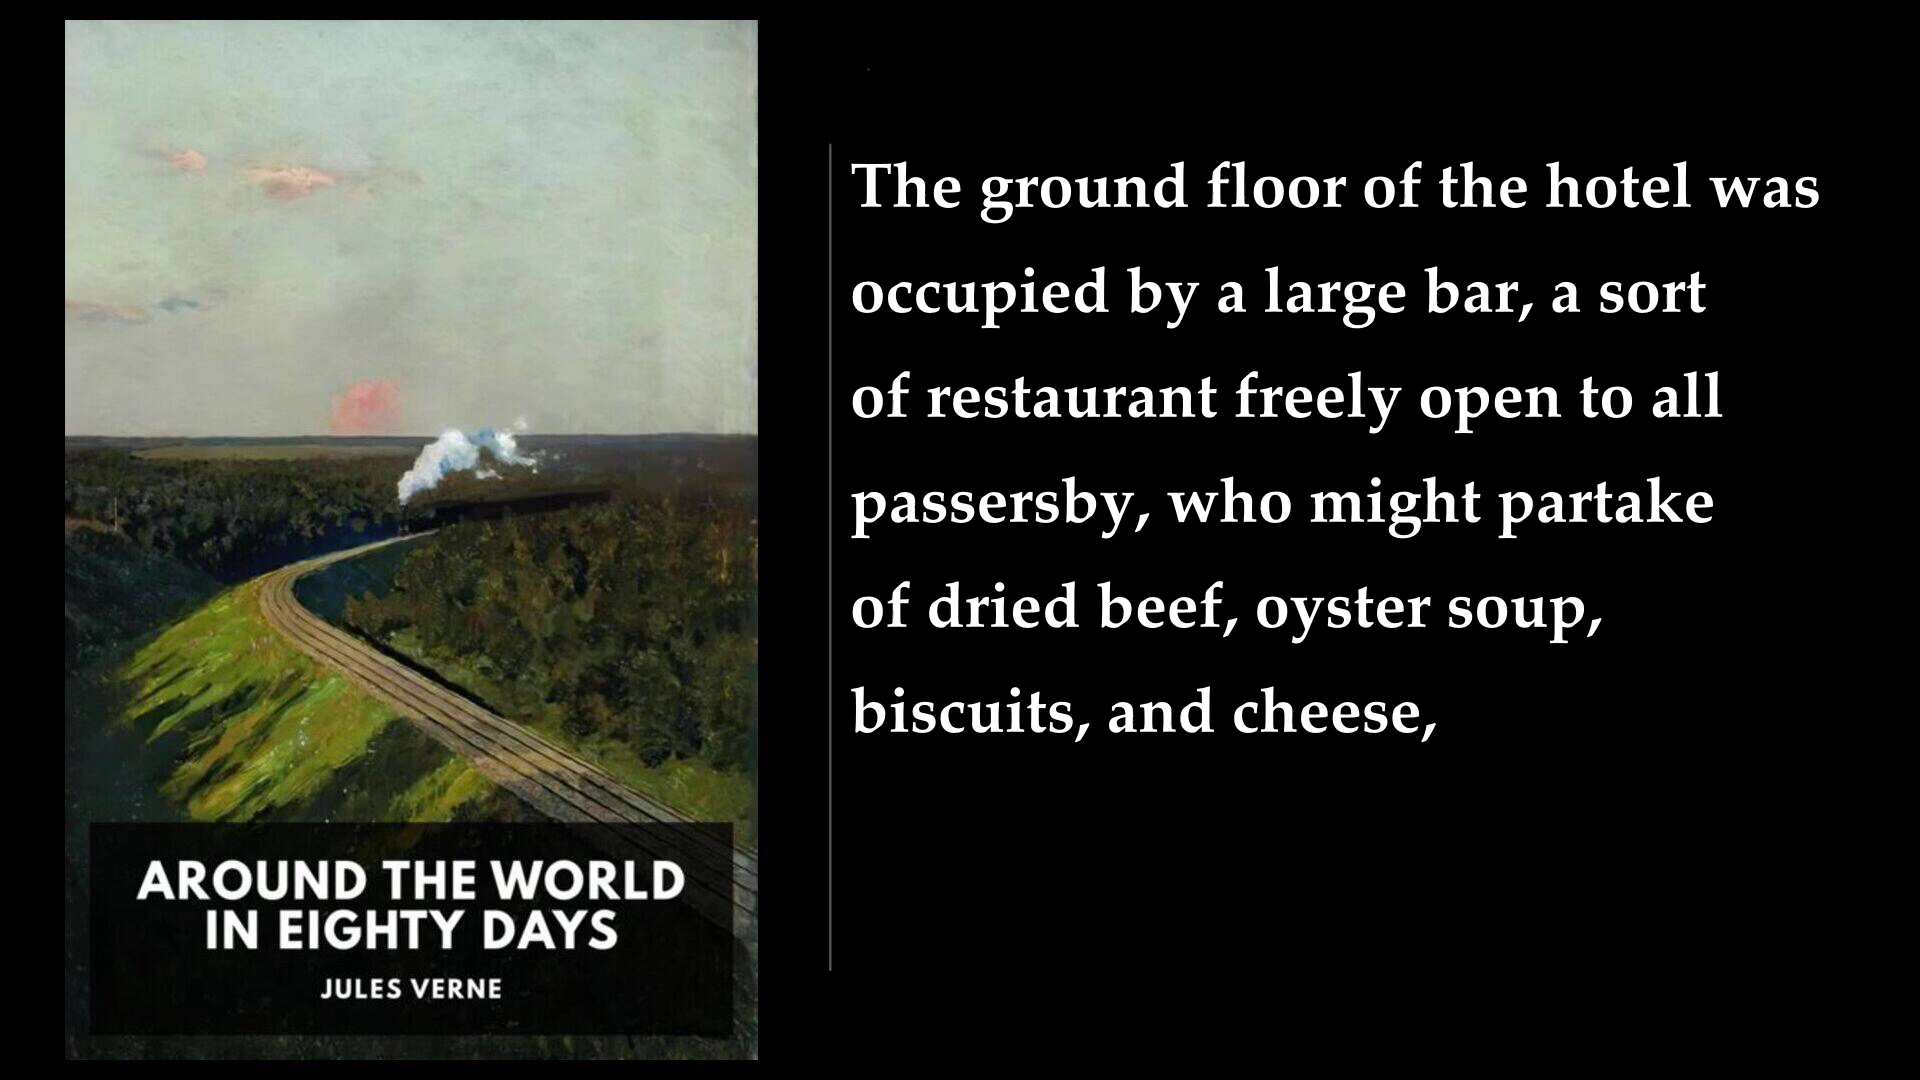 The ground floor of the hotel was
occupied by a large bar, a sort
of restaurant freely open to all
passersby, who might partake
of dried beef, oyster soup,
biscuits, and cheese,
AROUND THE WORLD
IN EIGHTY DAYS
JULES VERNE